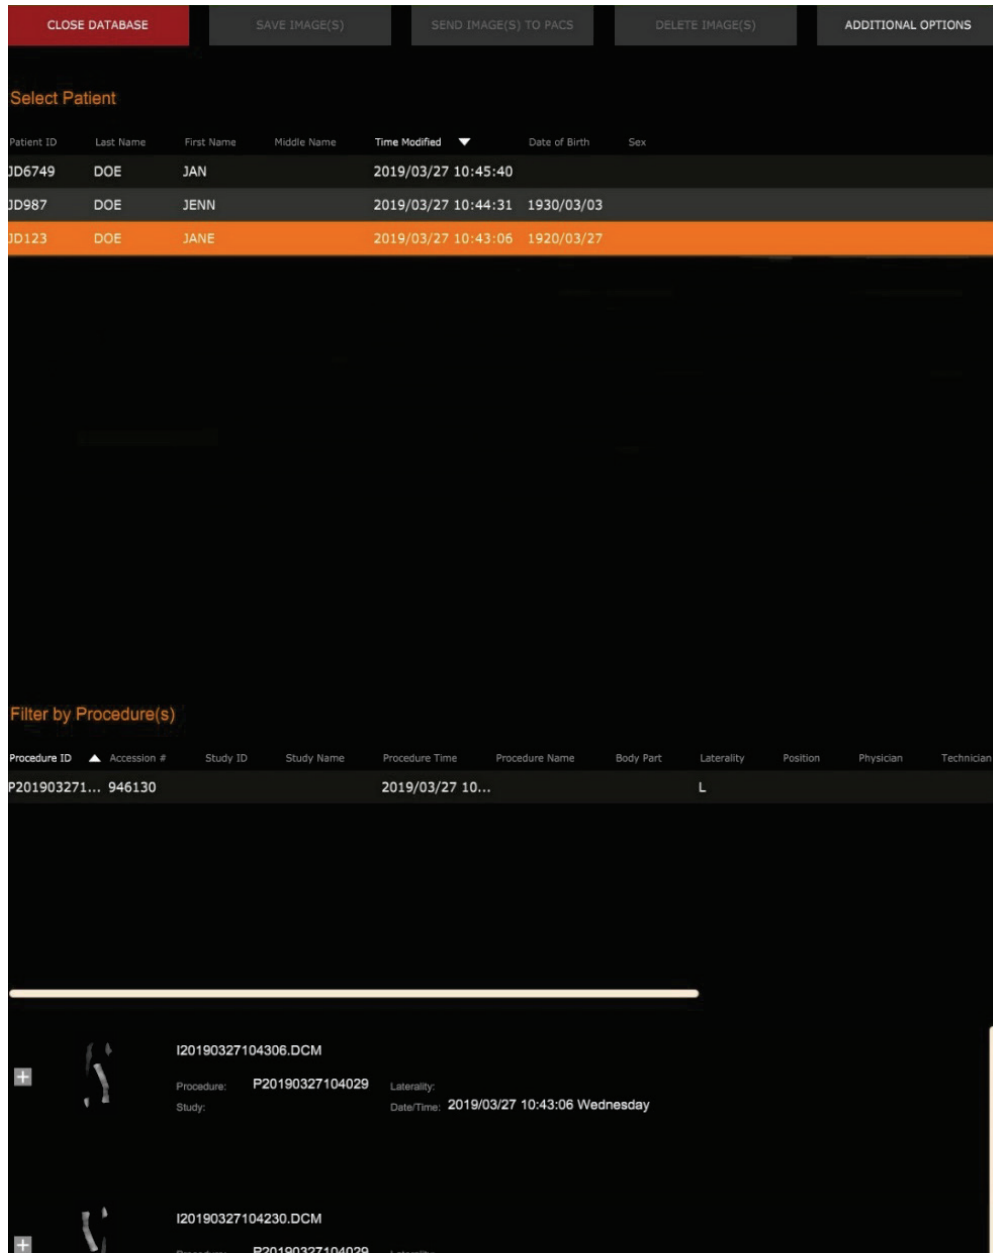 CLOSE DATABASE SAVE IMAGE(S) SEND IMAGE(S) TO PACS DELETE IMAGE(S) ADDITIONAL OPTIONS
Select Patient
Patient ID Last Name First Name Middle Name Time Modified Date of Birth Sex
JD6749 DOE JAN 2019/03/27 10:45:40
JD987 DOE JENN 2019/03/27 10:44:31 1930/03/03
JD123 DOE JANE 2019/03/27 10:43:06 1920/03/27
Filter by Procedure(s)
Procedure ID Accession # Study ID Study Name Procedure Time Procedure Name Body Part Laterality Position Physician Technician
P201903271... 946130 2019/03/27 10... L
I20190327104306.DCM
Procedure: P20190327104029 Laterality:
Study: Date/Time: 2019/03/27 10:43:06 Wednesday
I20190327104230.DCM
Procedure: P20190327104029 Laterality: